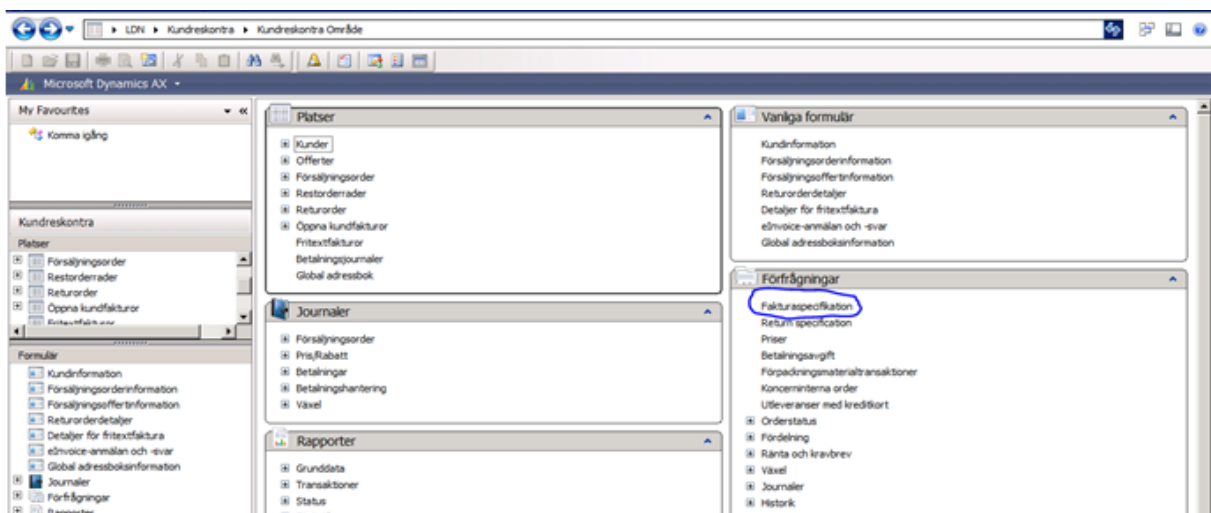 LDN ▸ Kundreskontra ▸ Kundreskontra Område
Microsoft Dynamics AX
My Favourites
Komma igång
Kundreskontra
Platser
Försäljningsorder
Restorderrader
Returorder
Öppna kundfakturor
Fritextfakturor
Formulär
Kundinformation
Försäljningsorderinformation
Försäljningsoffertinformation
Returorderdetaljer
Detaljer för fritextfaktura
eInvoice-anmälan och -svar
Global adressboksinformation
Journaler
Förfrågningar
Rapporter
Platser
Kunder
Offerter
Försäljningsorder
Restorderrader
Returorder
Öppna kundfakturor
Fritextfakturor
Betalningsjournaler
Global adressbok
Journaler
Försäljningsorder
Pris/Rabatt
Betalningar
Betalningshantering
Växel
Rapporter
Grunddata
Transaktioner
Status
Vanliga formulär
Kundinformation
Försäljningsorderinformation
Försäljningsoffertinformation
Returorderdetaljer
Detaljer för fritextfaktura
eInvoice-anmälan och -svar
Global adressboksinformation
Förfrågningar
Fakturaspecifikation
Return specification
Priser
Betalningsavgift
Förpackningsmaterialtransaktioner
Koncerninterna order
Utleveranser med kreditkort
Orderstatus
Fördelning
Ränta och kravbrev
Växel
Journaler
Historik